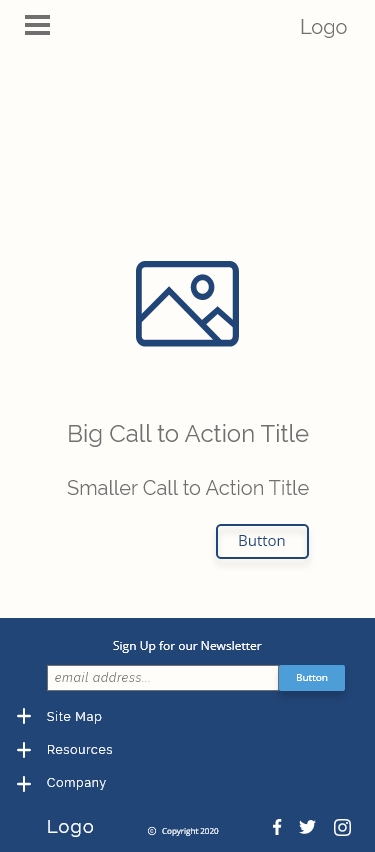 Logo
Big Call to Action Title
Smaller Call to Action Title
Button
Sign Up for our Newsletter
email address... Button
Site Map
Resources
Company
Logo © Copyright 2020